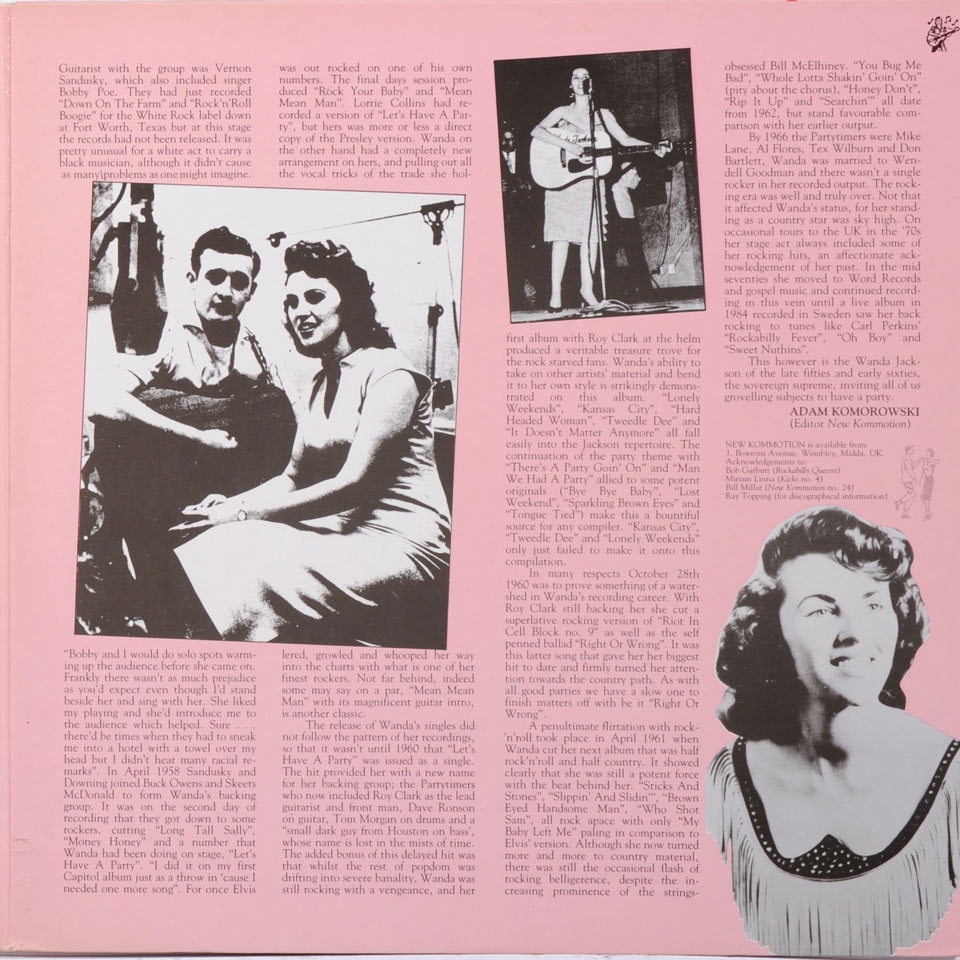 Guitarist with the group was Vernon
Sandusky, which also included singer
Bobby Poe. They had just recorded
“Down On The Farm” and “Rock'n'Roll
Boogie” for the White Rock label down
at Fort Worth, Texas but at this stage
the records had not been released. It was
pretty unusual for a white act to carry a
black musician, although it didn't cause
as many problems as one might imagine.
“Bobby and I would do solo spots warm-
ing up the audience before she came on.
Frankly there wasn't as much prejudice
as you'd expect even though I'd stand
beside her and sing with her. She liked
my playing and she'd introduce me to
the audience which helped. Sure . . .
there'd be times when they had to sneak
me into a hotel with a towel over my
head but I didn't hear many racial re-
marks”. In April 1958 Sandusky and
Downing joined Buck Owens and Skeets
McDonald to form Wanda's backing
group. It was on the second day of
recording that they got down to some
rockers, cutting “Long Tall Sally”,
“Money Honey” and a number that
Wanda had been doing on stage, “Let's
Have A Party”. “I did it on my first
Capitol album just as a throw in 'cause I
needed one more song”. For once Elvis
was out rocked on one of his own
numbers. The final days session pro-
duced “Rock Your Baby” and “Mean
Mean Man”. Lorrie Collins had re-
corded a version of “Let's Have A Par-
ty”, but hers was more or less a direct
copy of the Presley version. Wanda on
the other hand had a completely new
arrangement on hers, and pulling out all
the vocal tricks of the trade she hol-
lered, growled and whooped her way
into the charts with what is one of her
finest rockers. Not far behind, indeed
some may say on a par, “Mean Mean
Man” with its magnificent guitar intro,
is another classic.
The release of Wanda's singles did
not follow the pattern of her recordings,
so that it wasn't until 1960 that “Let's
Have A Party” was issued as a single.
The hit provided her with a new name
for her backing group; the Partytimers
who now included Roy Clark as the lead
guitarist and front man, Dave Ronson
on guitar, Tom Morgan on drums and a
“small dark guy from Houston on bass',
whose name is lost in the mists of time.
The added bonus of this delayed hit was
that whilst the rest of popdom was
drifting into severe banality, Wanda was
still rocking with a vengeance, and her
first album with Roy Clark at the helm
produced a veritable treasure trove for
the rock starved fans. Wanda's ability to
take on other artists' material and bend
it to her own style is strikingly demons-
trated on this album. “Lonely
Weekends”, “Kansas City”, “Hard
Headed Woman”, “Tweedle Dee” and
“It Doesn't Matter Anymore” all fall
easily into the Jackson repertoire. The
continuation of the party theme with
“There's A Party Goin' On” and “Man
We Had A Party” allied to some potent
originals (“Bye Bye Baby”, “Lost
Weekend”, “Sparkling Brown Eyes” and
“Tongue Tied”) make this a bountiful
source for any compiler. “Kansas City”,
“Tweedle Dee” and “Lonely Weekends”
only just failed to make it onto this
compilation.
In many respects October 28th
1960 was to prove something of a water-
shed in Wanda's recording career. With
Roy Clark still backing her she cut a
superlative rocking version of “Riot In
Cell Block no. 9” as well as the self
penned ballad “Right Or Wrong”. It was
this latter song that gave her her biggest
hit to date and firmly turned her atten-
tion towards the country path. As with
all good parties we have a slow one to
finish matters off with be it “Right Or
Wrong”.
A penultimate flirtation with rock-
'n'roll took place in April 1961 when
Wanda cut her next album that was half
rock'n'roll and half country. It showed
clearly that she was still a potent force
with the beat behind her. “Sticks And
Stones”, “Slippin' And Slidin'”, “Brown
Eyed Handsome Man”, “Who Shot
Sam”, all rock apace with only “My
Baby Left Me” paling in comparison to
Elvis' version. Although she now turned
more and more to country material,
there was still the occasional flash of
rocking belligerence, despite the in-
creasing prominence of the strings-
obsessed Bill McElhiney. “You Bug Me
Bad”, “Whole Lotta Shakin' Goin' On”
(pity about the chorus), “Honey Don't”,
“Rip It Up” and “Searchin'” all date
from 1962, but stand favourable com-
parison with her earlier output.
By 1966 the Partytimers were Mike
Lane, Al Flores, Tex Wilburn and Don
Bartlett, Wanda was married to Wen-
dell Goodman and there wasn't a single
rocker in her recorded output. The rock-
ing era was well and truly over. Not that
it affected Wanda's status, for her stand-
ing as a country star was sky high. On
occasional tours to the UK in the '70s
her stage act always included some of
her rocking hits, an affectionate ack-
nowledgement of her past. In the mid
seventies she moved to Word Records
and gospel music and continued record-
ing in this vein until a live album in
1984 recorded in Sweden saw her back
rocking to tunes like Carl Perkins'
“Rockabilly Fever”, “Oh Boy” and
“Sweet Nuthins”.
This however is the Wanda Jack-
son of the late fifties and early sixties,
the sovereign supreme, inviting all of us
grovelling subjects to have a party.
ADAM KOMOROWSKI
(Editor New Kommotion)
NEW KOMMOTION is available from:
3, Bowrons Avenue, Wembley, Middx. UK.
Acknowledgements to:
Bob Garbutt (Rockabilly Queens)
Miriam Linna (Kicks no. 4)
Bill Millar (New Kommotion no. 24)
Ray Topping (for discographical information)